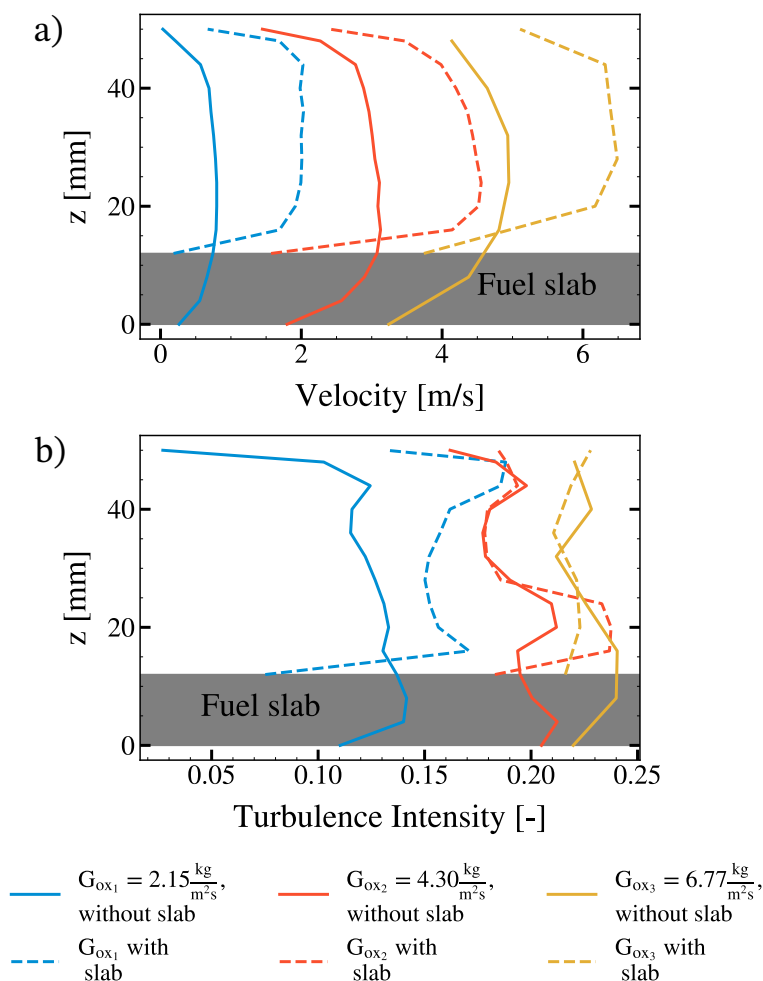 a)
z [mm]
40
20
0
Fuel slab
0 2 4 6
Velocity [m/s]
b)
z [mm]
40
20
0
Fuel slab
0.05 0.10 0.15 0.20 0.25
Turbulence Intensity [-]
G_ox₁ = 2.15 kg/m²s,
without slab
G_ox₂ = 4.30 kg/m²s,
without slab
G_ox₃ = 6.77 kg/m²s,
without slab
G_ox₁ with
slab
G_ox₂ with
slab
G_ox₃ with
slab